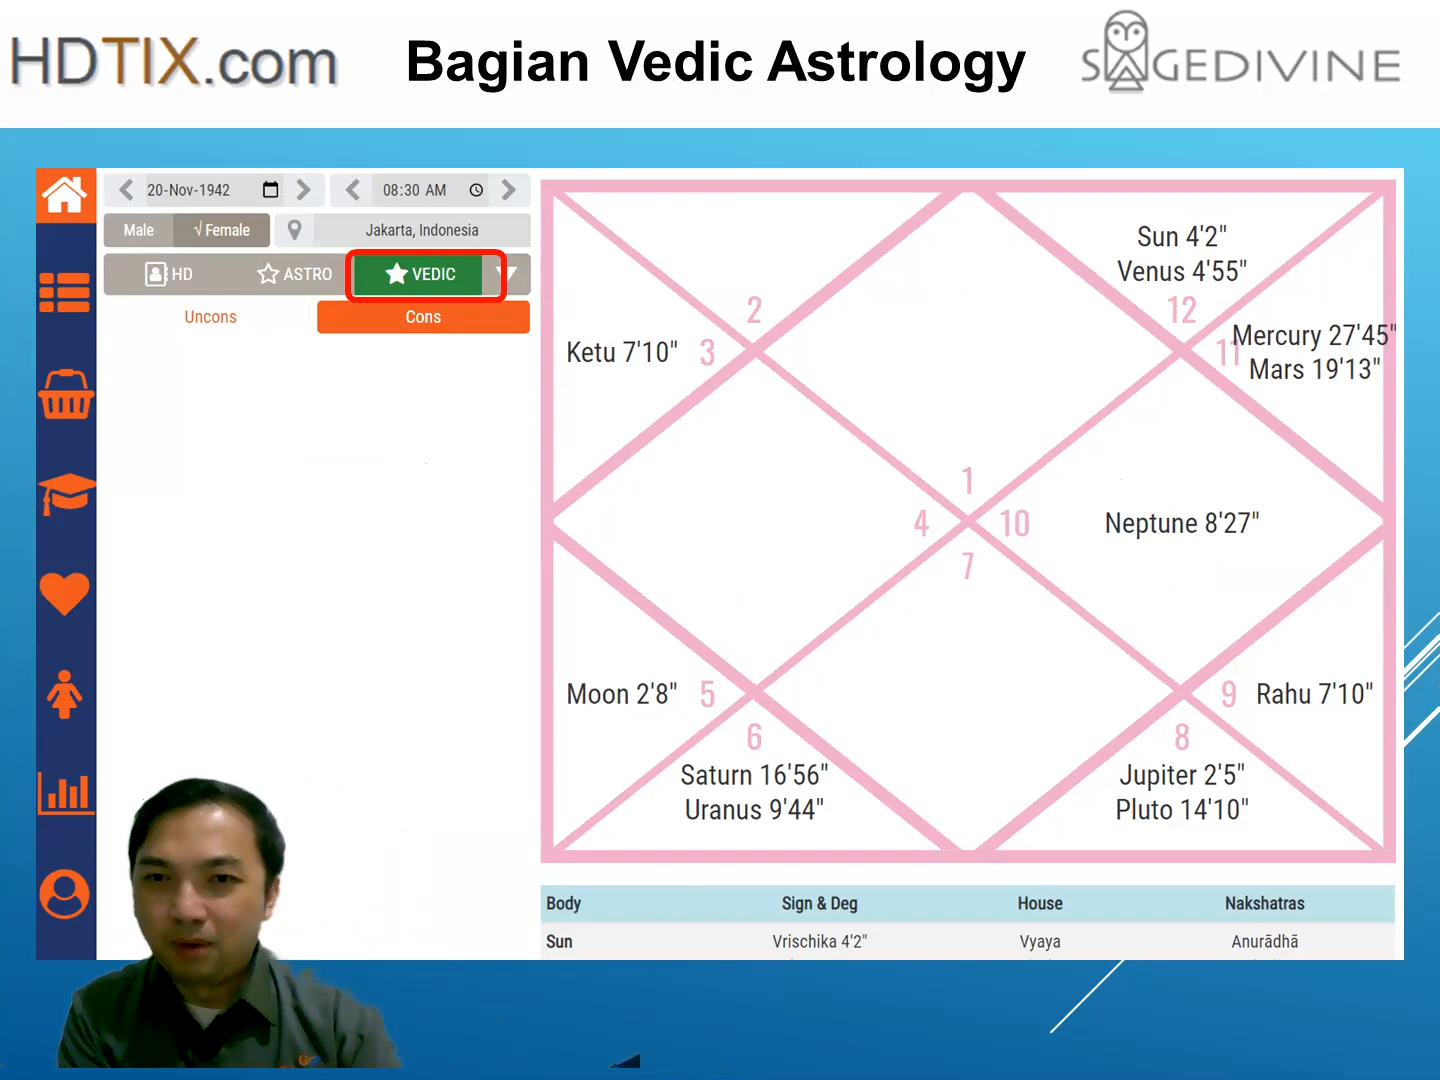 HDTIX.com
Bagian Vedic Astrology
SAGEDIVINE
20-Nov-1942
08:30 AM
Male
√ Female
Jakarta, Indonesia
HD
ASTRO
VEDIC
Uncons
Cons
Sun 4'2"
Venus 4'55"
2
12
Ketu 7'10"
3
11
Mercury 27'45"
Mars 19'13"
1
4
10
Neptune 8'27"
7
Moon 2'8"
5
9
Rahu 7'10"
6
8
Saturn 16'56"
Uranus 9'44"
Jupiter 2'5"
Pluto 14'10"
Body Sign & Deg House Nakshatras
Sun Vrischika 4'2" Vyaya Anurādhā